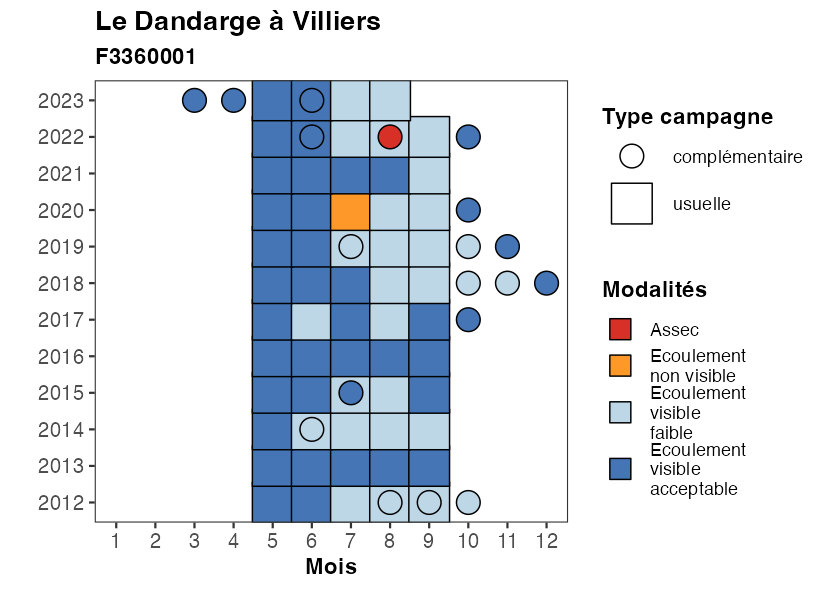 Le Dandarge à Villiers
F3360001
2023
2022
2021
2020
2019
2018
2017
2016
2015
2014
2013
2012
1 2 3 4 5 6 7 8 9 10 11 12
Mois
Type campagne
complémentaire
usuelle
Modalités
Assec
Ecoulement
non visible
Ecoulement
visible
faible
Ecoulement
visible
acceptable